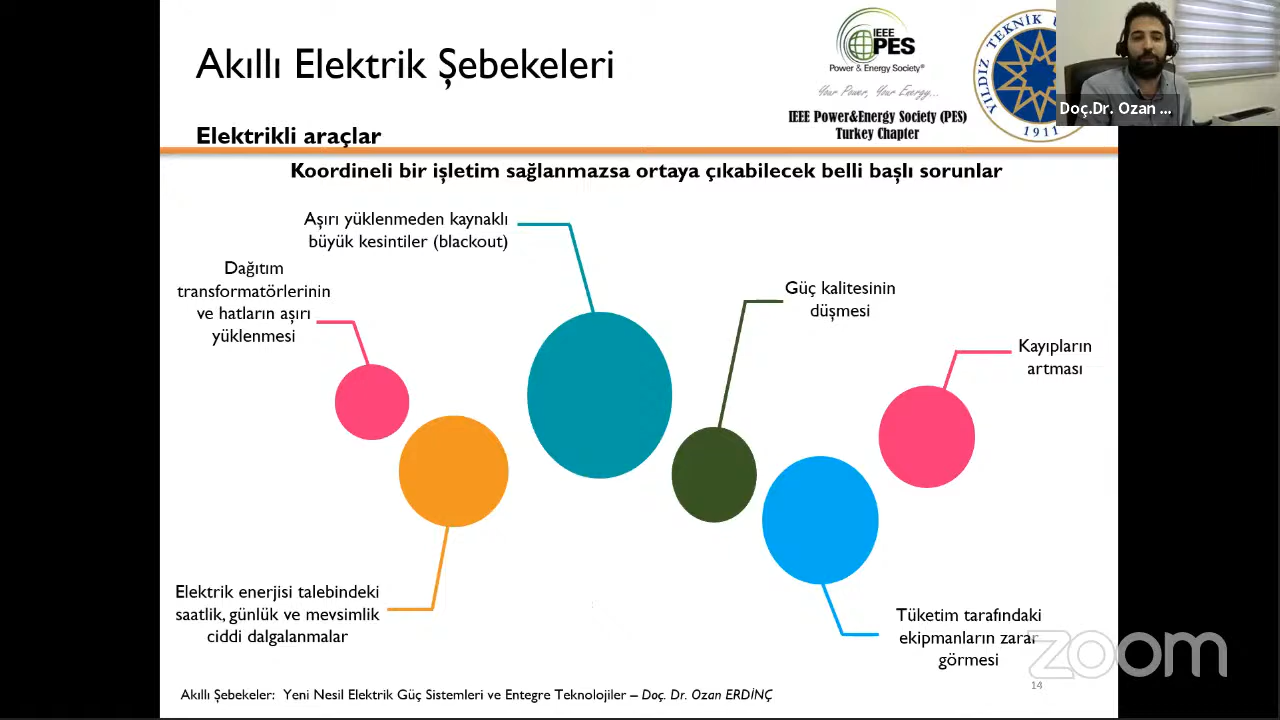 Akıllı Elektrik Şebekeleri
IEEE
PES
Power & Energy Society®
Your Power, Your Energy...
IEEE Power&Energy Society (PES)
Turkey Chapter
YILDIZ TEKNİK
1911
Doç.Dr. Ozan ...
Elektrikli araçlar
Koordineli bir işletim sağlanmazsa ortaya çıkabilecek belli başlı sorunlar
Aşırı yüklenmeden kaynaklı
büyük kesintiler (blackout)
Dağıtım
transformatörlerinin
ve hatların aşırı
yüklenmesi
Güç kalitesinin
düşmesi
Kayıpların
artması
Elektrik enerjisi talebindeki
saatlik, günlük ve mevsimlik
ciddi dalgalanmalar
Tüketim tarafındaki
ekipmanların zarar
görmesi
zoom
14
Akıllı Şebekeler: Yeni Nesil Elektrik Güç Sistemleri ve Entegre Teknolojiler – Doç. Dr. Ozan ERDİNÇ